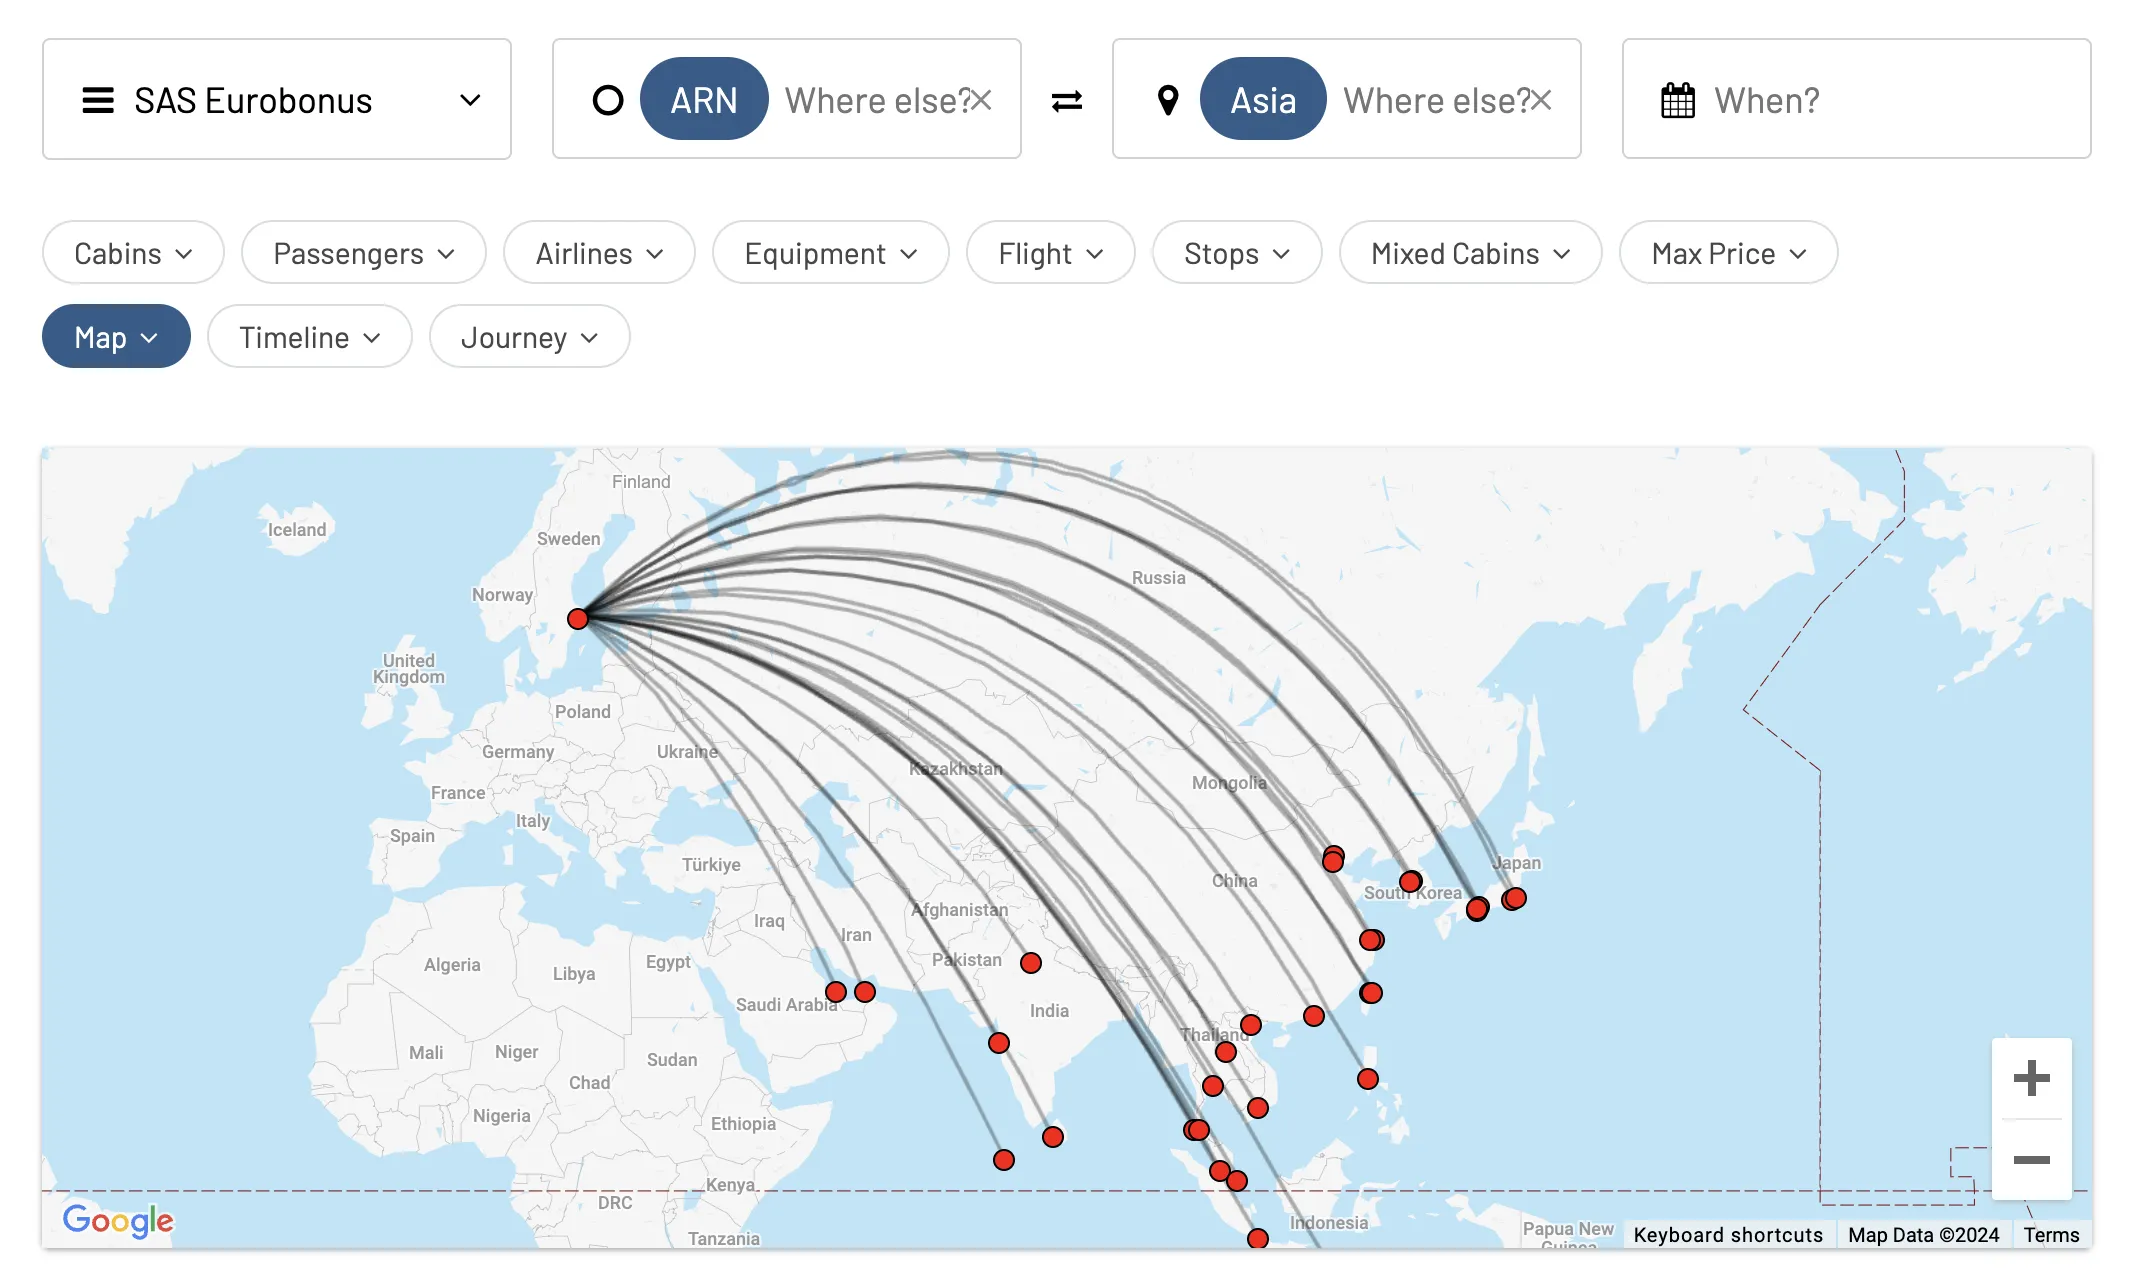 SAS Eurobonus
ARN Where else?
Asia Where else?
When?
Cabins
Passengers
Airlines
Equipment
Flight
Stops
Mixed Cabins
Max Price
Map
Timeline
Journey
Finland
Iceland
Sweden
Russia
Norway
United
Kingdom
Poland
Germany
Ukraine
Kazakhstan
Mongolia
France
Italy
Spain
Türkiye
Japan
China
South Korea
Afghanistan
Iraq
Iran
Pakistan
Algeria
Libya
Egypt
Saudi Arabia
India
Thailand
Mali
Niger
Sudan
Chad
Nigeria
Ethiopia
Kenya
DRC
Indonesia
Papua New
Guinea
Tanzania
Google
Keyboard shortcuts
Map Data ©2024
Terms